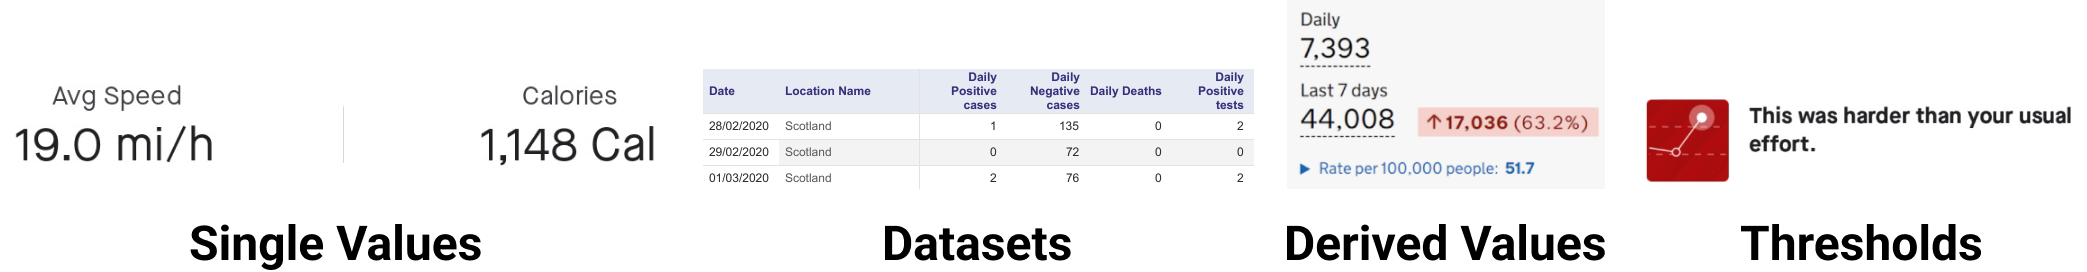 Avg Speed
19.0 mi/h
Calories
1,148 Cal
Date Location Name Daily Positive cases Daily Negative cases Daily Deaths Daily Positive tests
28/02/2020 Scotland 1 135 0 2
29/02/2020 Scotland 0 72 0 0
01/03/2020 Scotland 2 76 0 2
Daily
7,393
Last 7 days
44,008 ↑ 17,036 (63.2%)
▶ Rate per 100,000 people: 51.7
This was harder than your usual
effort.
Single Values
Datasets
Derived Values
Thresholds